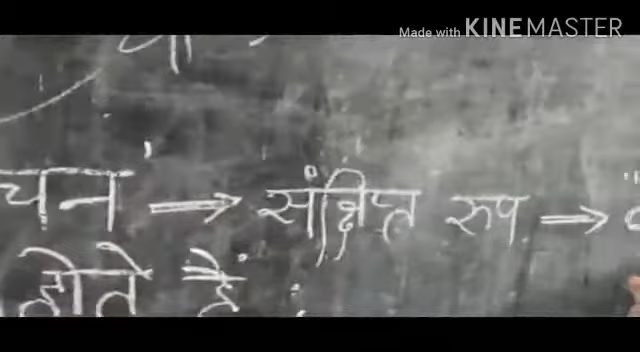 Made with KINEMASTER
चन → संक्षिप्त रूप →
होते हैं :